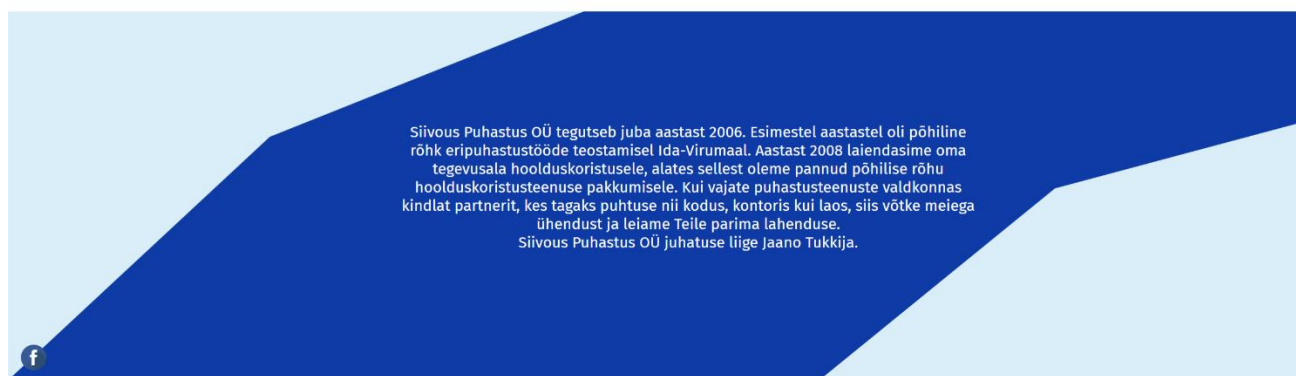 Siivous Puhastus OÜ tegutseb juba aastast 2006. Esimestel aastastel oli põhiline
rõhk eripuhastustööde teostamisel Ida-Virumaal. Aastast 2008 laiendasime oma
tegevusala hoolduskoristusele, alates sellest oleme pannud põhilise rõhu
hoolduskoristusteenuse pakkumisele. Kui vajate puhastusteenuste valdkonnas
kindlat partnerit, kes tagaks puhtuse nii kodus, kontoris kui laos, siis võtke meiega
ühendust ja leiame Teile parima lahenduse.
Siivous Puhastus OÜ juhatuse liige Jaano Tukkija.
f